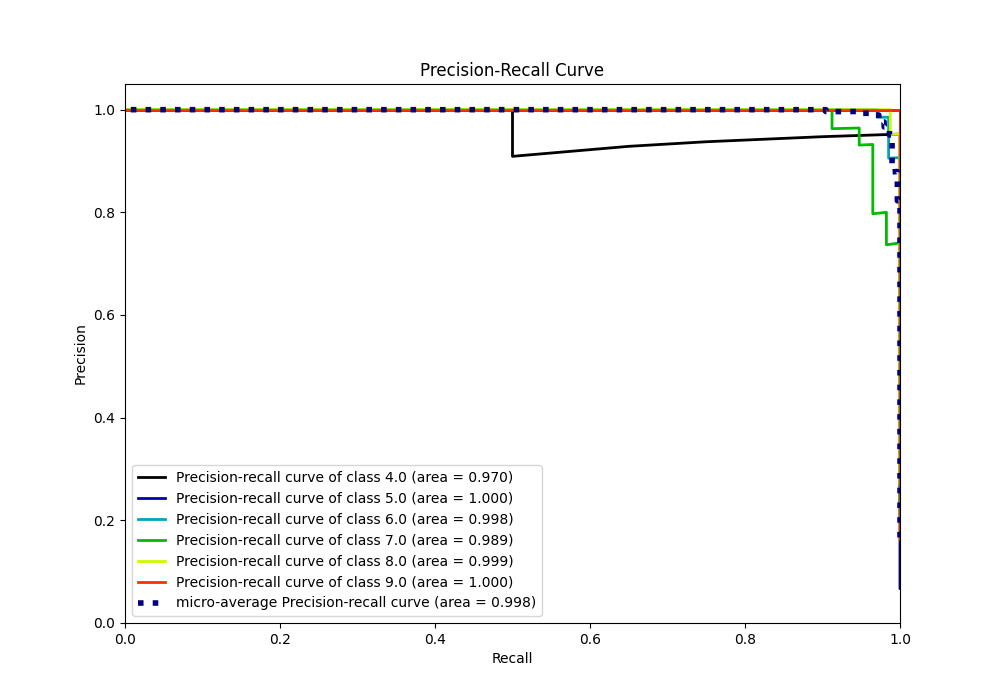 Precision-Recall Curve
1.0
0.8
0.6
0.4
0.2
0.0
Precision
Precision-recall curve of class 4.0 (area = 0.970)
Precision-recall curve of class 5.0 (area = 1.000)
Precision-recall curve of class 6.0 (area = 0.998)
Precision-recall curve of class 7.0 (area = 0.989)
Precision-recall curve of class 8.0 (area = 0.999)
Precision-recall curve of class 9.0 (area = 1.000)
micro-average Precision-recall curve (area = 0.998)
0.0 0.2 0.4 0.6 0.8 1.0
Recall